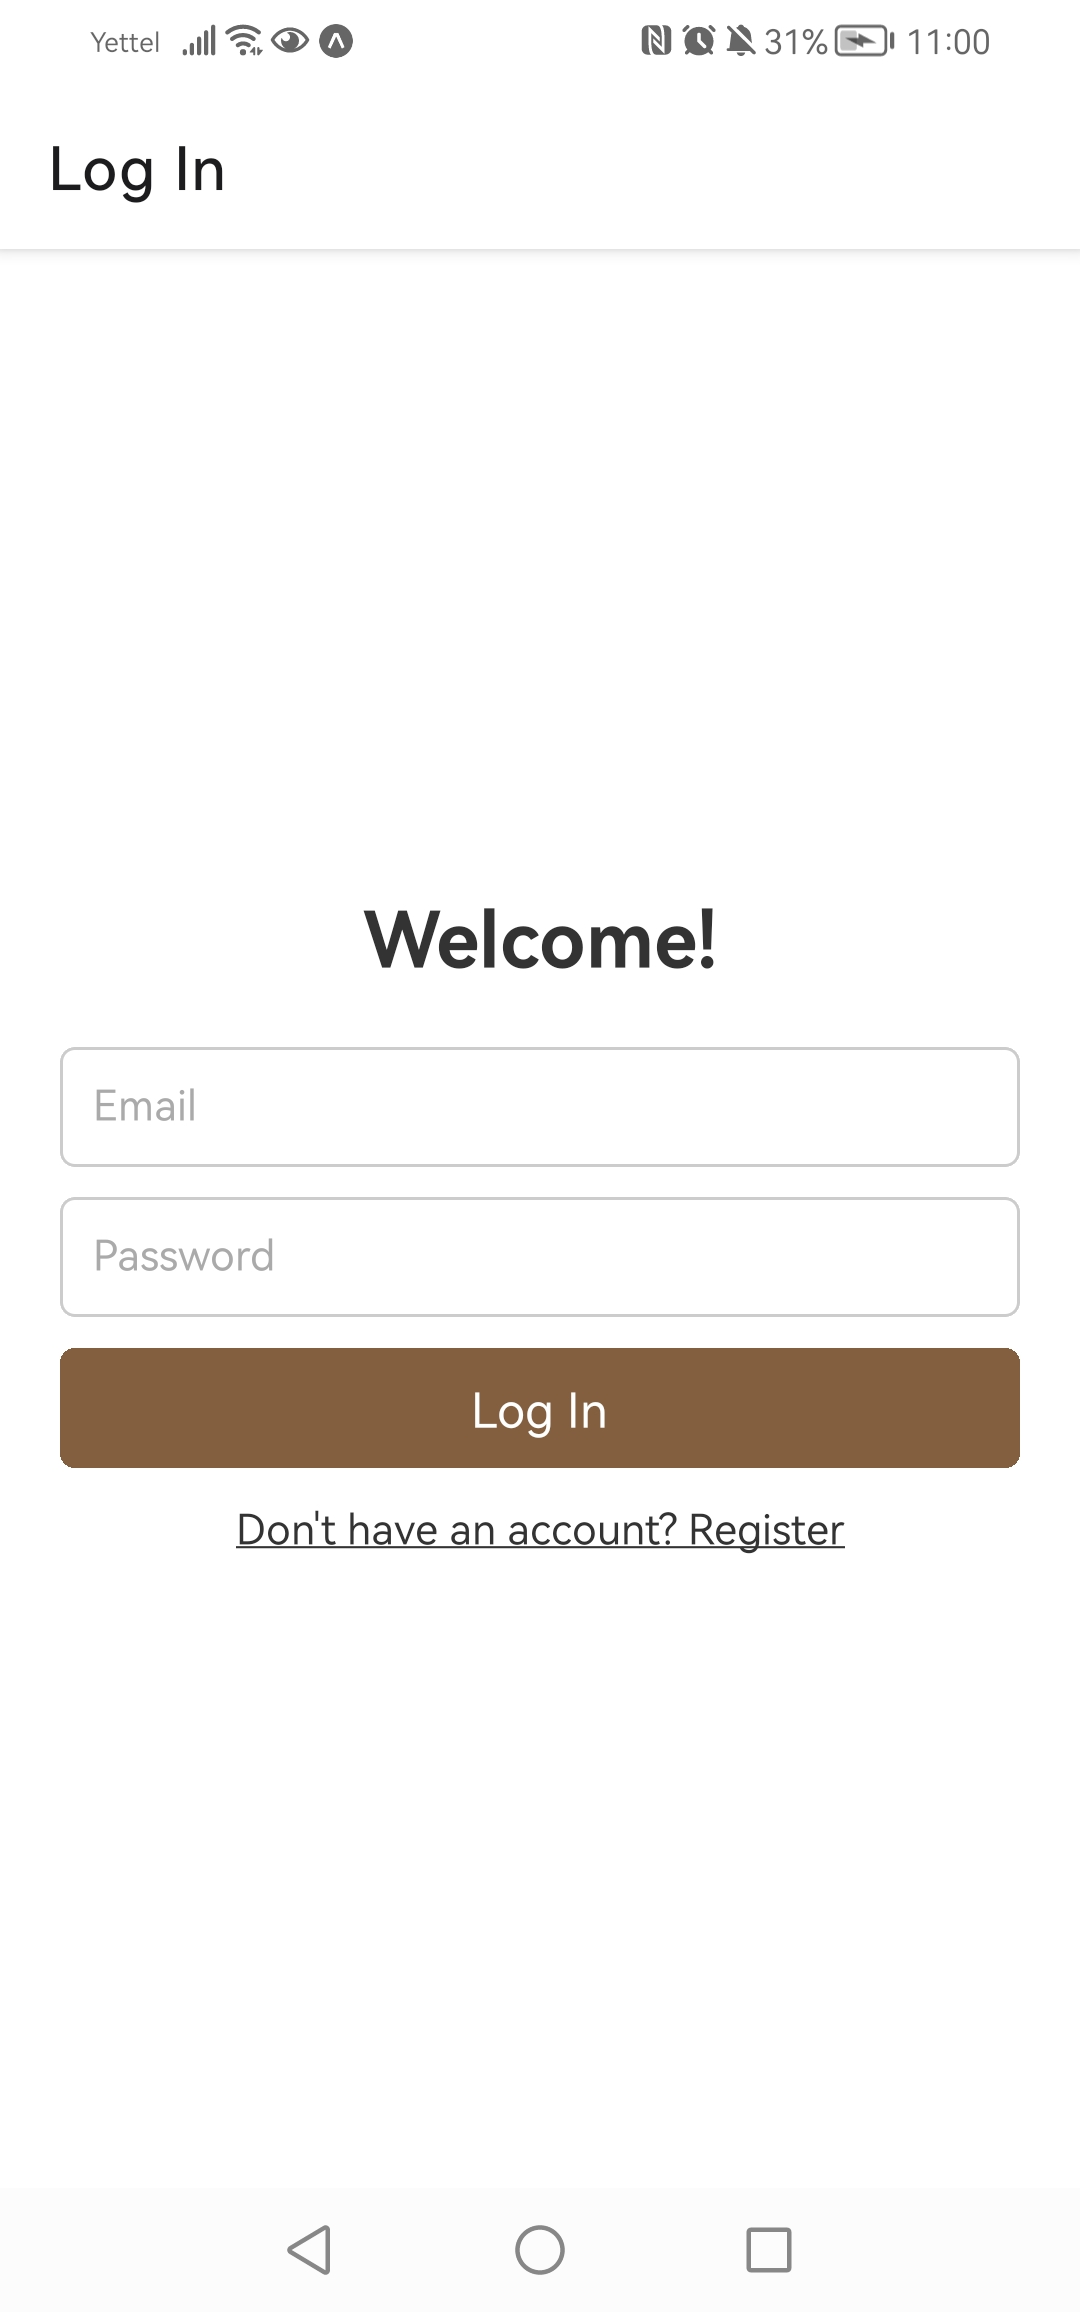 Yettel 31% 11:00
Log In
Welcome!
Email
Password
Log In
Don't have an account? Register